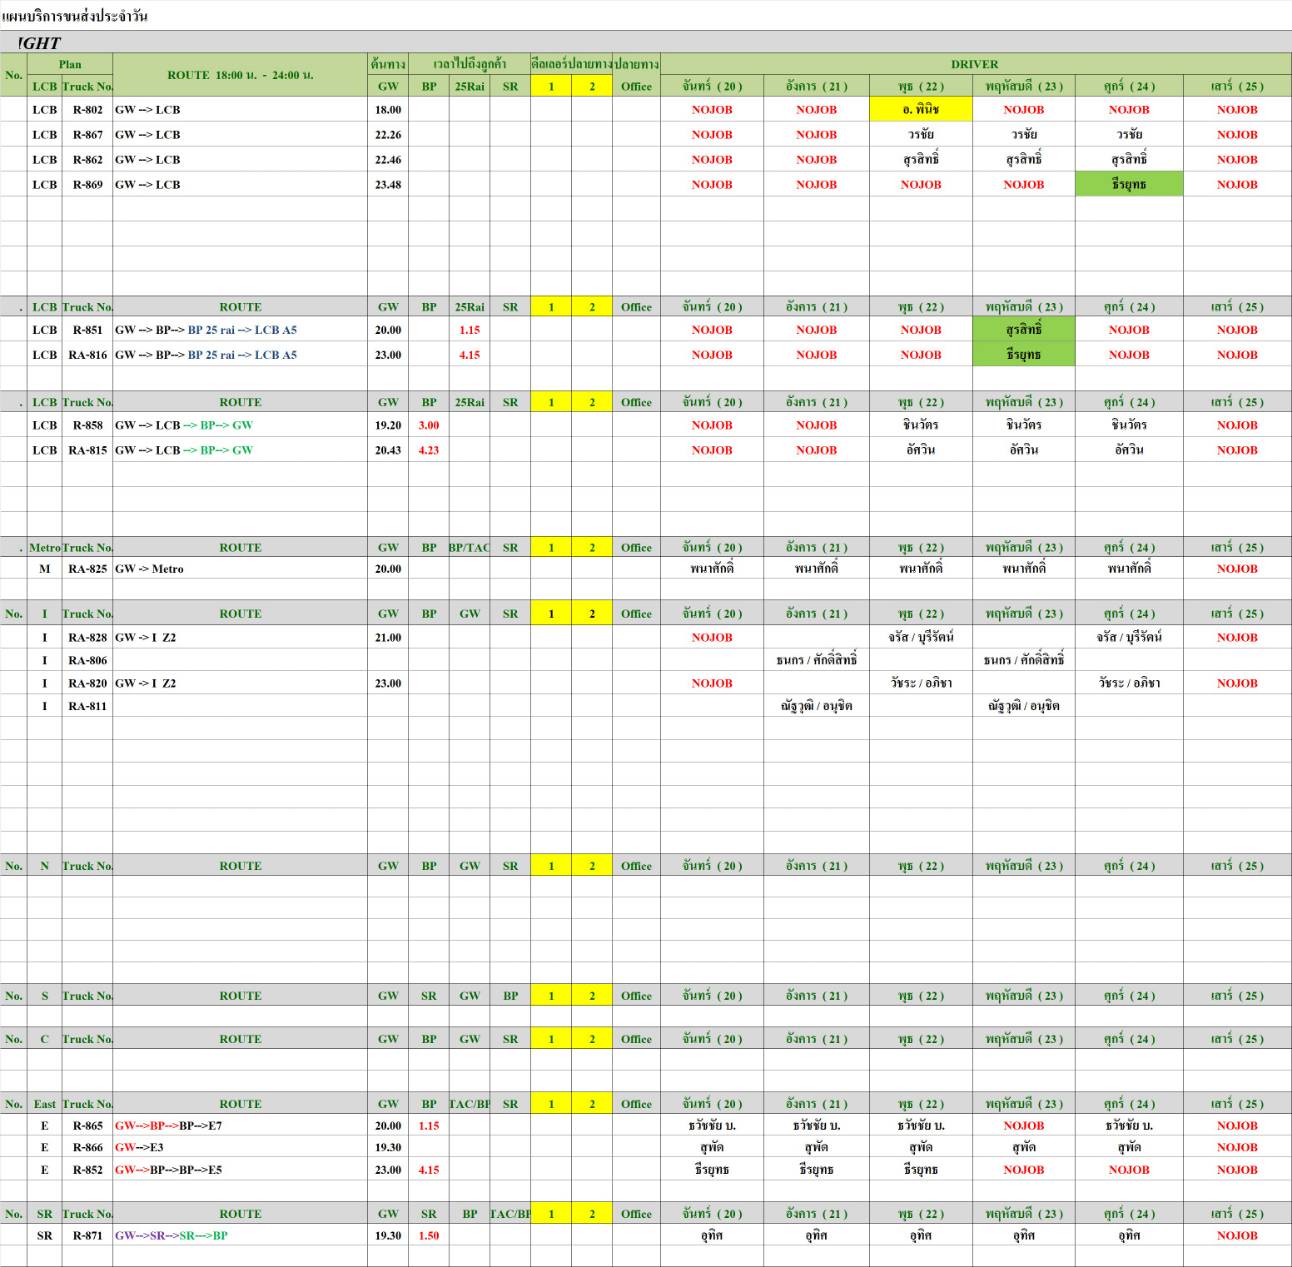 แผนบริการขนส่งประจำวัน
IGHT
No. Plan ROUTE 18:00 น. - 24:00 น. ต้นทาง เวลาไปถึงลูกค้า ดีลเลอร์ปลายทาง ปลายทาง DRIVER
LCB Truck No. GW BP 25Rai SR 1 2 Office จันทร์ (20) อังคาร (21) พุธ (22) พฤหัสบดี (23) ศุกร์ (24) เสาร์ (25)
LCB R-802 GW --> LCB 18.00 NOJOB NOJOB อ. พินิช NOJOB NOJOB NOJOB
LCB R-867 GW --> LCB 22.26 NOJOB NOJOB วรชัย วรชัย วรชัย NOJOB
LCB R-862 GW --> LCB 22.46 NOJOB NOJOB สุรสิทธิ์ สุรสิทธิ์ สุรสิทธิ์ NOJOB
LCB R-869 GW --> LCB 23.48 NOJOB NOJOB NOJOB NOJOB ธีรยุทธ NOJOB
. LCB Truck No. ROUTE GW BP 25Rai SR 1 2 Office จันทร์ (20) อังคาร (21) พุธ (22) พฤหัสบดี (23) ศุกร์ (24) เสาร์ (25)
LCB R-851 GW --> BP--> BP 25 rai --> LCB A5 20.00 1.15 NOJOB NOJOB NOJOB สุรสิทธิ์ NOJOB NOJOB
LCB RA-816 GW --> BP--> BP 25 rai --> LCB A5 23.00 4.15 NOJOB NOJOB NOJOB ธีรยุทธ NOJOB NOJOB
. LCB Truck No. ROUTE GW BP 25Rai SR 1 2 Office จันทร์ (20) อังคาร (21) พุธ (22) พฤหัสบดี (23) ศุกร์ (24) เสาร์ (25)
LCB R-858 GW --> LCB --> BP--> GW 19.20 3.00 NOJOB NOJOB ชินวัตร ชินวัตร ชินวัตร NOJOB
LCB RA-815 GW --> LCB --> BP--> GW 20.43 4.23 NOJOB NOJOB อัศวิน อัศวิน อัศวิน NOJOB
. Metro Truck No. ROUTE GW BP BP/TAC SR 1 2 Office จันทร์ (20) อังคาร (21) พุธ (22) พฤหัสบดี (23) ศุกร์ (24) เสาร์ (25)
M RA-825 GW -> Metro 20.00 พนาศักดิ์ พนาศักดิ์ พนาศักดิ์ พนาศักดิ์ พนาศักดิ์ NOJOB
No. I Truck No. ROUTE GW BP GW SR 1 2 Office จันทร์ (20) อังคาร (21) พุธ (22) พฤหัสบดี (23) ศุกร์ (24) เสาร์ (25)
I RA-828 GW -> I Z2 21.00 NOJOB จรัส / บุรีรัตน์ จรัส / บุรีรัตน์ NOJOB
I RA-806 ธนกร / ศักดิ์สิทธิ์ ธนกร / ศักดิ์สิทธิ์
I RA-820 GW -> I Z2 23.00 NOJOB วัชระ / อภิชา วัชระ / อภิชา NOJOB
I RA-811 ณัฐวุฒิ / อนุชิต ณัฐวุฒิ / อนุชิต
No. N Truck No. ROUTE GW BP GW SR 1 2 Office จันทร์ (20) อังคาร (21) พุธ (22) พฤหัสบดี (23) ศุกร์ (24) เสาร์ (25)
No. S Truck No. ROUTE GW SR GW BP 1 2 Office จันทร์ (20) อังคาร (21) พุธ (22) พฤหัสบดี (23) ศุกร์ (24) เสาร์ (25)
No. C Truck No. ROUTE GW BP GW SR 1 2 Office จันทร์ (20) อังคาร (21) พุธ (22) พฤหัสบดี (23) ศุกร์ (24) เสาร์ (25)
No. East Truck No. ROUTE GW BP TAC/BP SR 1 2 Office จันทร์ (20) อังคาร (21) พุธ (22) พฤหัสบดี (23) ศุกร์ (24) เสาร์ (25)
E R-865 GW-->BP-->BP-->E7 20.00 1.15 ธวัชชัย บ. ธวัชชัย บ. ธวัชชัย บ. NOJOB ธวัชชัย บ. NOJOB
E R-866 GW-->E3 19.30 สุพัด สุพัด สุพัด สุพัด สุพัด NOJOB
E R-852 GW-->BP-->BP-->E5 23.00 4.15 ธีรยุทธ ธีรยุทธ ธีรยุทธ NOJOB NOJOB NOJOB
No. SR Truck No. ROUTE GW SR BP TAC/BP 1 2 Office จันทร์ (20) อังคาร (21) พุธ (22) พฤหัสบดี (23) ศุกร์ (24) เสาร์ (25)
SR R-871 GW-->SR-->SR--->BP 19.30 1.50 อุทิศ อุทิศ อุทิศ อุทิศ อุทิศ NOJOB